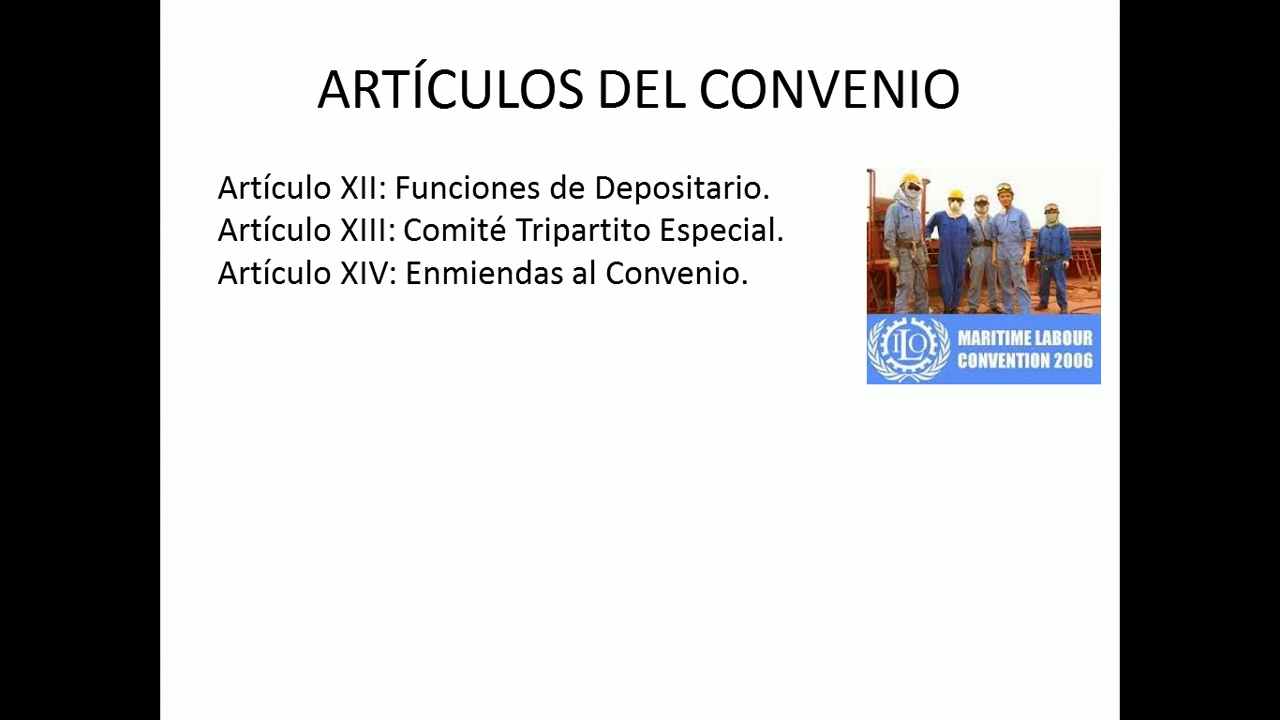 ARTÍCULOS DEL CONVENIO
Artículo XII: Funciones de Depositario.
Artículo XIII: Comité Tripartito Especial.
Artículo XIV: Enmiendas al Convenio.
ILO
MARITIME LABOUR
CONVENTION 2006